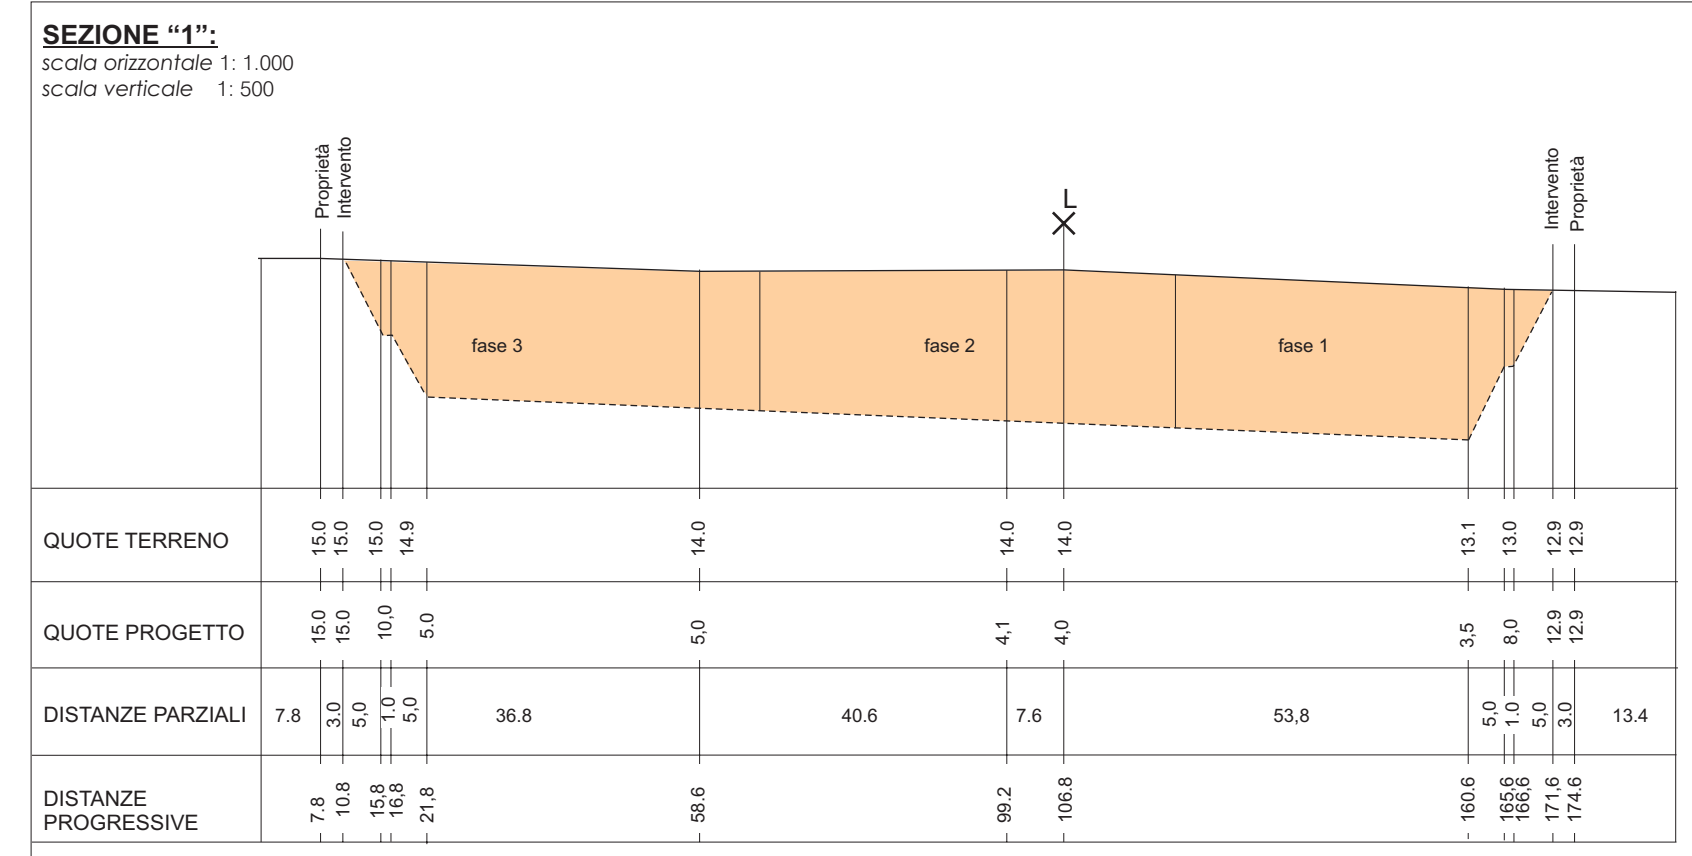 SEZIONE “1”:
scala orizzontale 1: 1.000
scala verticale 1: 500
Proprietà
Intervento
L
Intervento
Proprietà
fase 3
fase 2
fase 1
QUOTE TERRENO 15.0 15.0 15.0 14.9 14.0 14.0 14.0 13.1 13.0 12.9 12.9
QUOTE PROGETTO 15.0 15.0 10,0 5.0 5,0 4,1 4,0 3,5 8,0 12.9 12.9
DISTANZE PARZIALI 7.8 3.0 5,0 1.0 5,0 36.8 40.6 7.6 53,8 5,0 1.0 5,0 3.0 13.4
DISTANZE
PROGRESSIVE
7.8 10.8 15,8 16,8 21,8 58.6 99.2 106.8 160.6 165,6 166,6 171,6 174.6